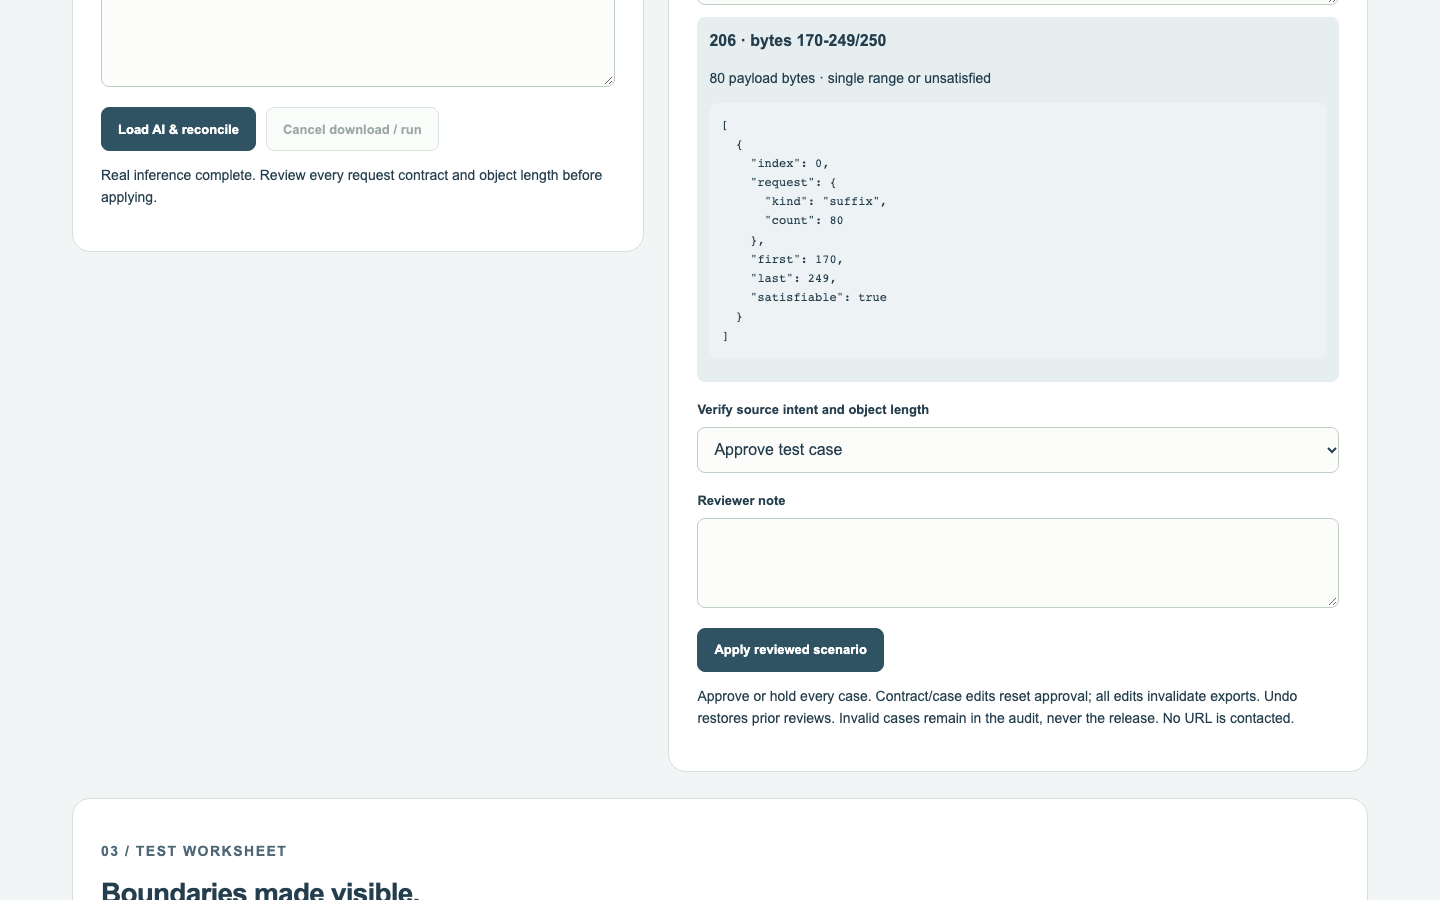 Load AI & reconcile
Cancel download / run
Real inference complete. Review every request contract and object length before
applying.
206 · bytes 170-249/250
80 payload bytes · single range or unsatisfied
[
  {
    "index": 0,
    "request": {
      "kind": "suffix",
      "count": 80
    },
    "first": 170,
    "last": 249,
    "satisfiable": true
  }
]
Verify source intent and object length
Approve test case
Reviewer note
Apply reviewed scenario
Approve or hold every case. Contract/case edits reset approval; all edits invalidate exports. Undo
restores prior reviews. Invalid cases remain in the audit, never the release. No URL is contacted.
03 / TEST WORKSHEET
Boundaries made visible.